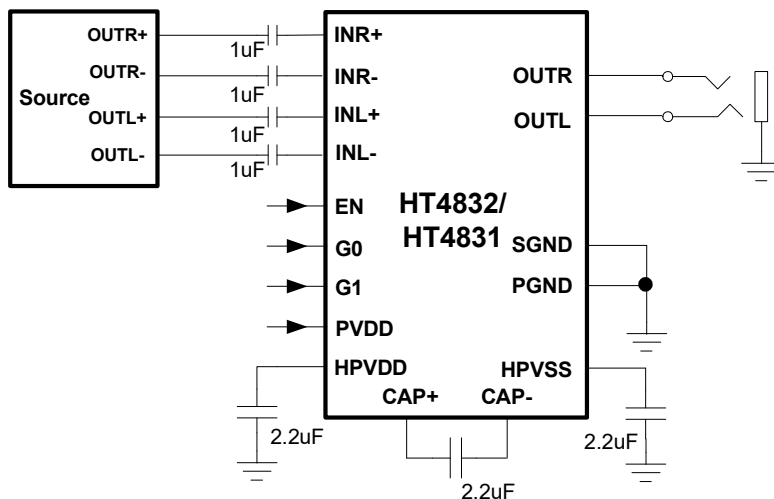 Source
OUTR+
OUTR-
OUTL+
OUTL-
1uF
1uF
1uF
1uF
INR+
INR-
INL+
INL-
EN
G0
G1
PVDD
HPVDD
HT4832/
HT4831
OUTR
OUTL
SGND
PGND
HPVSS
CAP+
CAP-
2.2uF
2.2uF
2.2uF